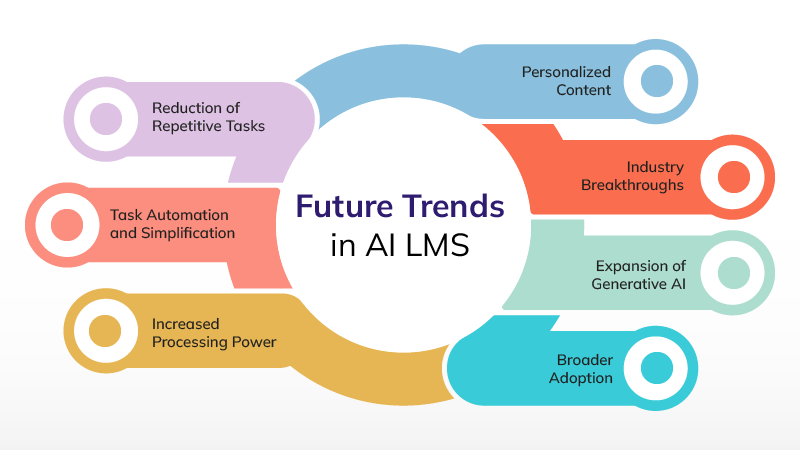 Future Trends
in AI LMS
Personalized
Content
Industry
Breakthroughs
Expansion of
Generative AI
Broader
Adoption
Increased
Processing Power
Task Automation
and Simplification
Reduction of
Repetitive Tasks